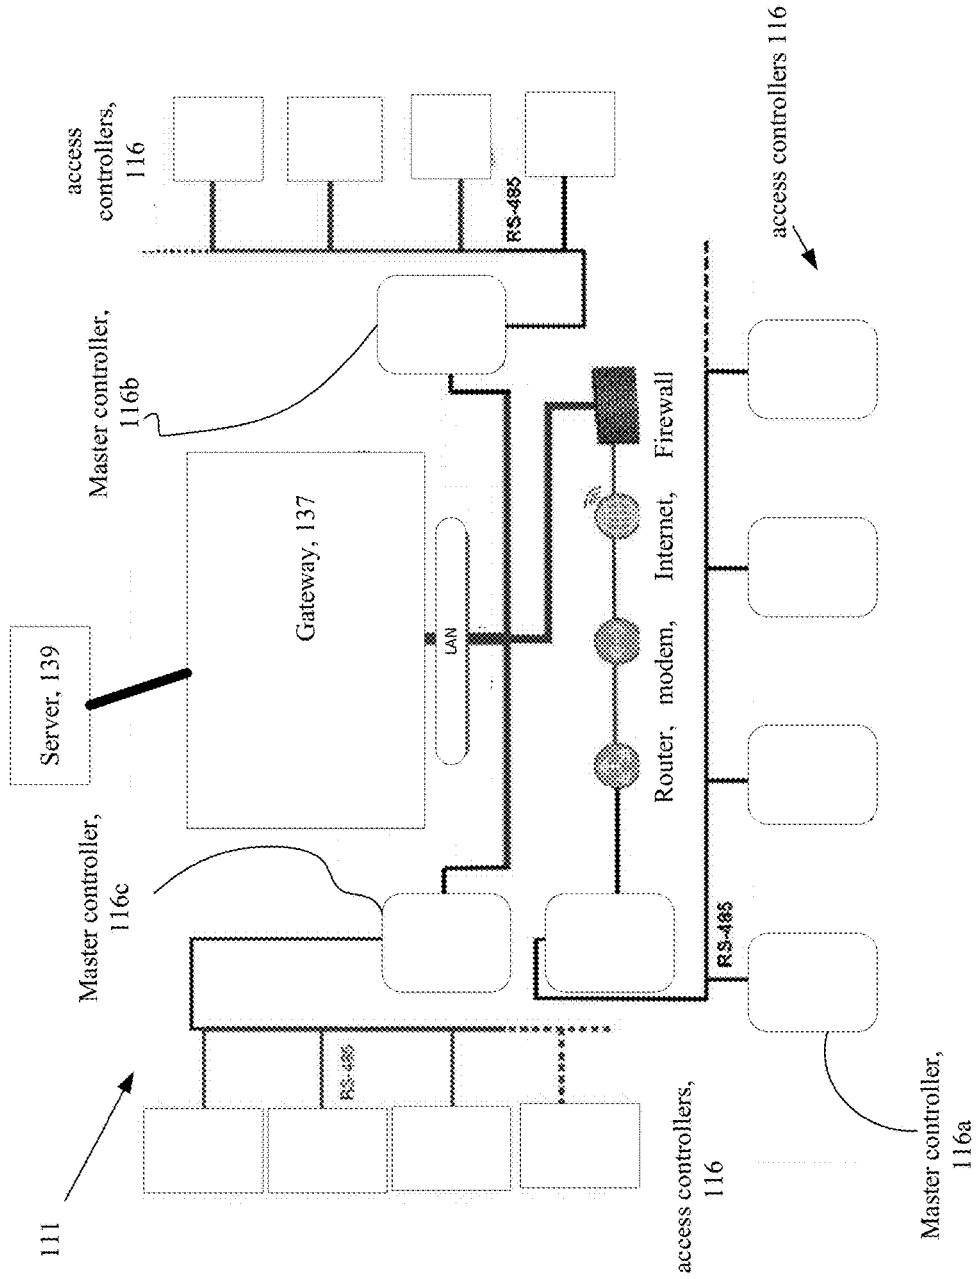 111
Server, 139
Gateway, 137
LAN
Master controller,
116c
Master controller,
116b
access
controllers,
116
RS-485
RS-485
access controllers,
116
Router, modem, Internet, Firewall
RS-485
access controllers 116
Master controller,
116a